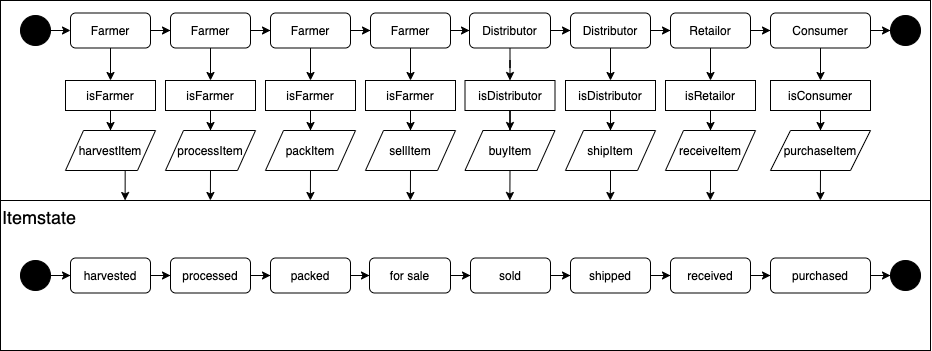 Farmer
Farmer
Farmer
Farmer
Distributor
Distributor
Retailor
Consumer
isFarmer
isFarmer
isFarmer
isFarmer
isDistributor
isDistributor
isRetailor
isConsumer
harvestItem
processItem
packItem
sellItem
buyItem
shipItem
receiveItem
purchaseItem
Itemstate
harvested
processed
packed
for sale
sold
shipped
received
purchased